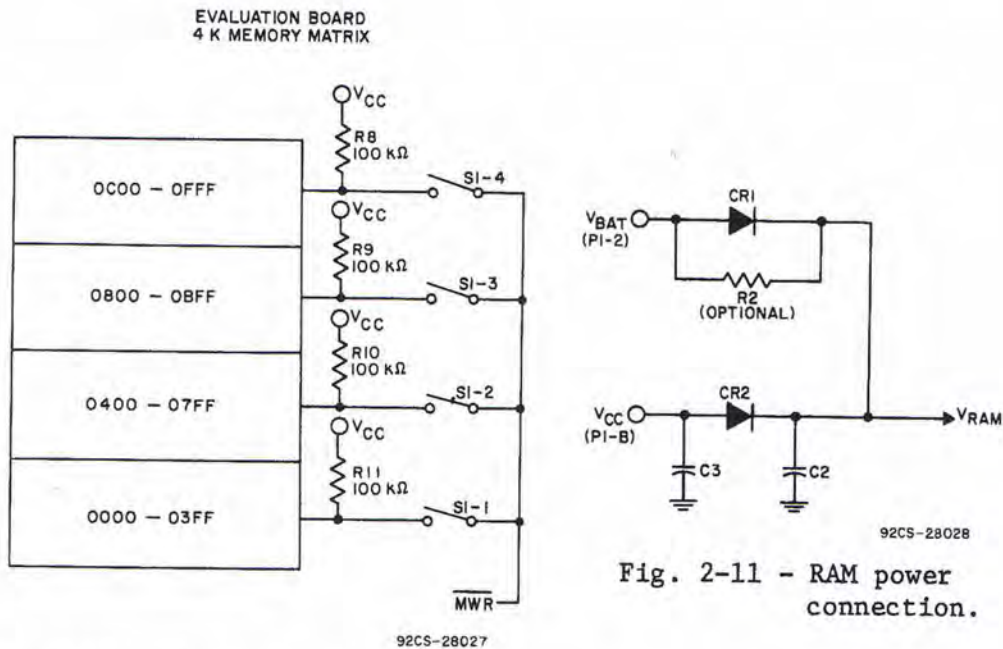 EVALUATION BOARD
4 K MEMORY MATRIX
VCC
R8
100 kΩ
0C00 - 0FFF
S1-4
VCC
R9
100 kΩ
0800 - 0BFF
S1-3
VCC
R10
100 kΩ
0400 - 07FF
S1-2
VCC
R11
100 kΩ
0000 - 03FF
S1-1
MWR
92CS-28027
CR1
VBAT
(P1-2)
R2
(OPTIONAL)
CR2
VCC
(P1-B)
VRAM
C3
C2
92CS-28028
Fig. 2-11 - RAM power
connection.